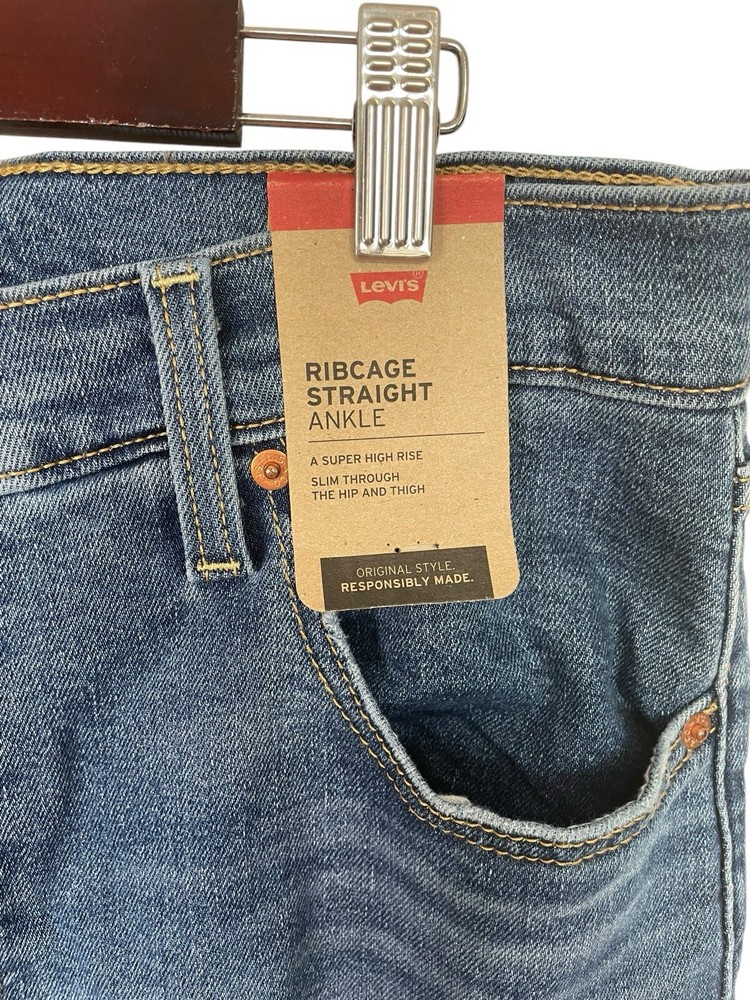 LEVI'S®
RIBCAGE
STRAIGHT
ANKLE
A SUPER HIGH RISE
SLIM THROUGH
THE HIP AND THIGH
ORIGINAL STYLE.
RESPONSIBLY MADE.